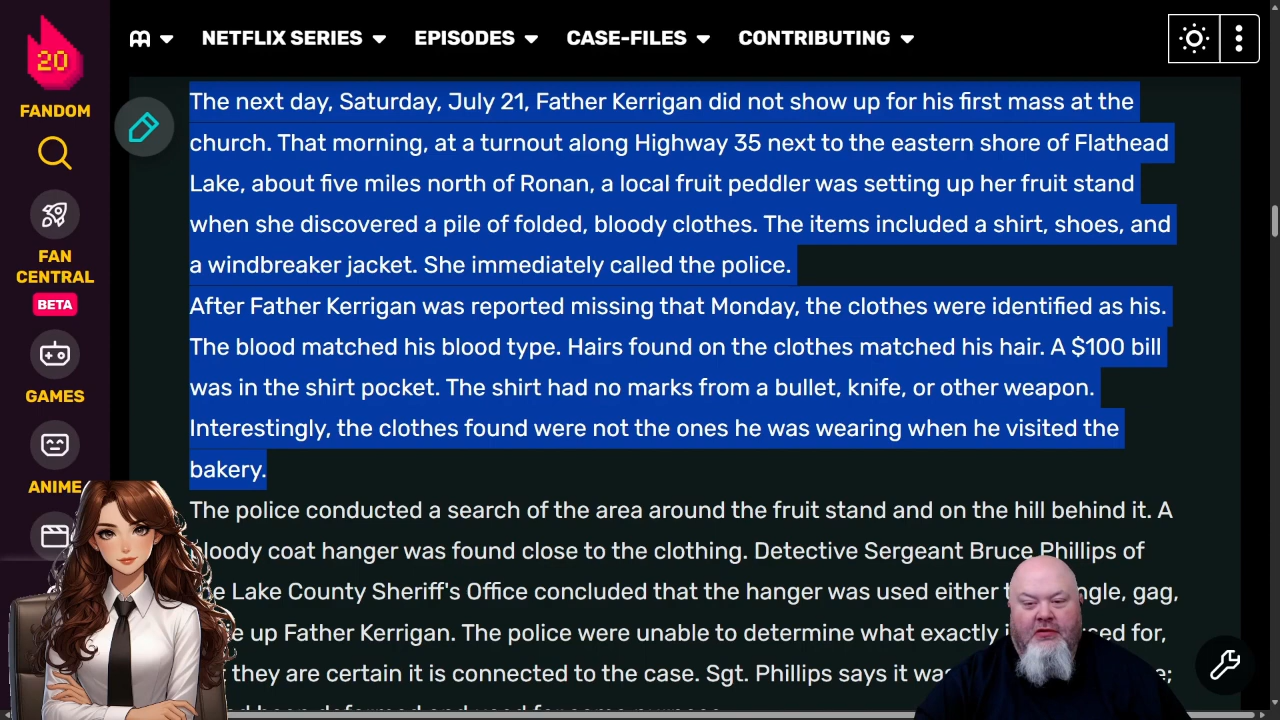 NETFLIX SERIES EPISODES CASE-FILES CONTRIBUTING
20
FANDOM
FAN
CENTRAL
BETA
GAMES
ANIME
The next day, Saturday, July 21, Father Kerrigan did not show up for his first mass at the
church. That morning, at a turnout along Highway 35 next to the eastern shore of Flathead
Lake, about five miles north of Ronan, a local fruit peddler was setting up her fruit stand
when she discovered a pile of folded, bloody clothes. The items included a shirt, shoes, and
a windbreaker jacket. She immediately called the police.
After Father Kerrigan was reported missing that Monday, the clothes were identified as his.
The blood matched his blood type. Hairs found on the clothes matched his hair. A $100 bill
was in the shirt pocket. The shirt had no marks from a bullet, knife, or other weapon.
Interestingly, the clothes found were not the ones he was wearing when he visited the
bakery.
The police conducted a search of the area around the fruit stand and on the hill behind it. A
bloody coat hanger was found close to the clothing. Detective Sergeant Bruce Phillips of
Lake County Sheriff's Office concluded that the hanger was used either gag,
up Father Kerrigan. The police were unable to determine what exactly for,
they are certain it is connected to the case. Sgt. Phillips says it